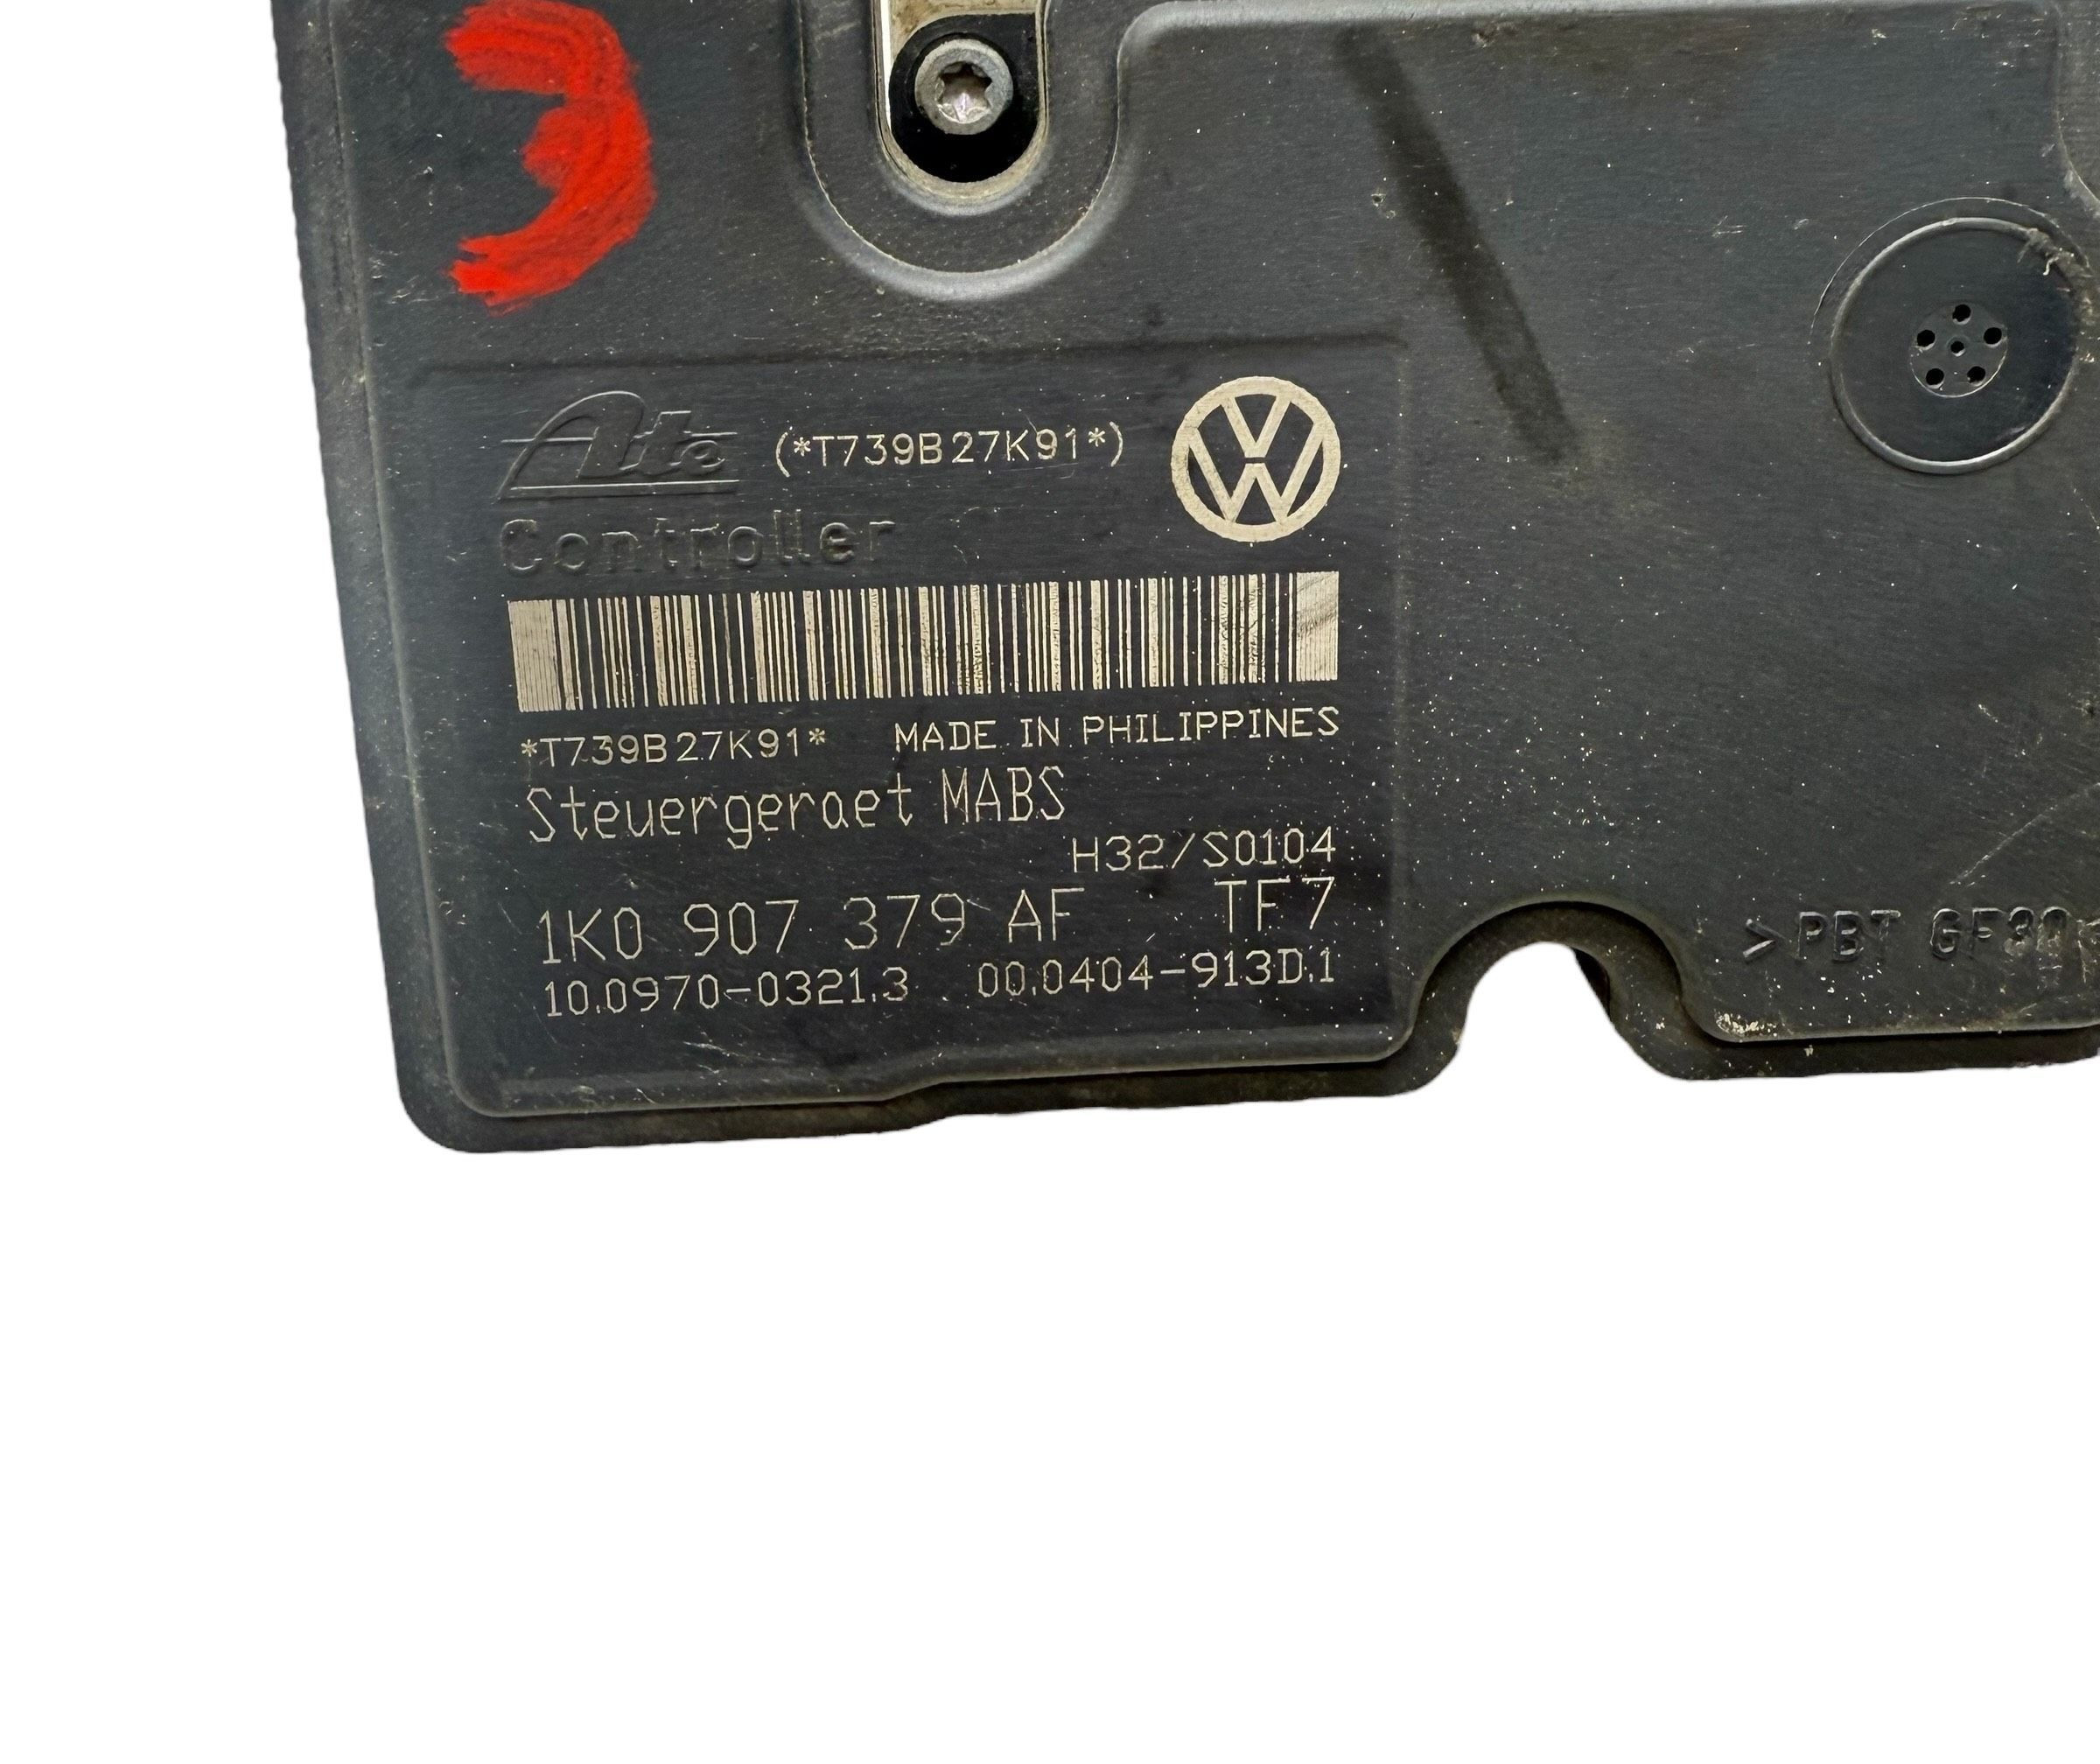 3
Ate (*T739B27K91*)
Controller
*T739B27K91* MADE IN PHILIPPINES
Steuergeraet MABS
H32/S0104
1K0 907 379 AF TF7
10.0970-0321.3 00.0404-913D.1
>PBT GF30